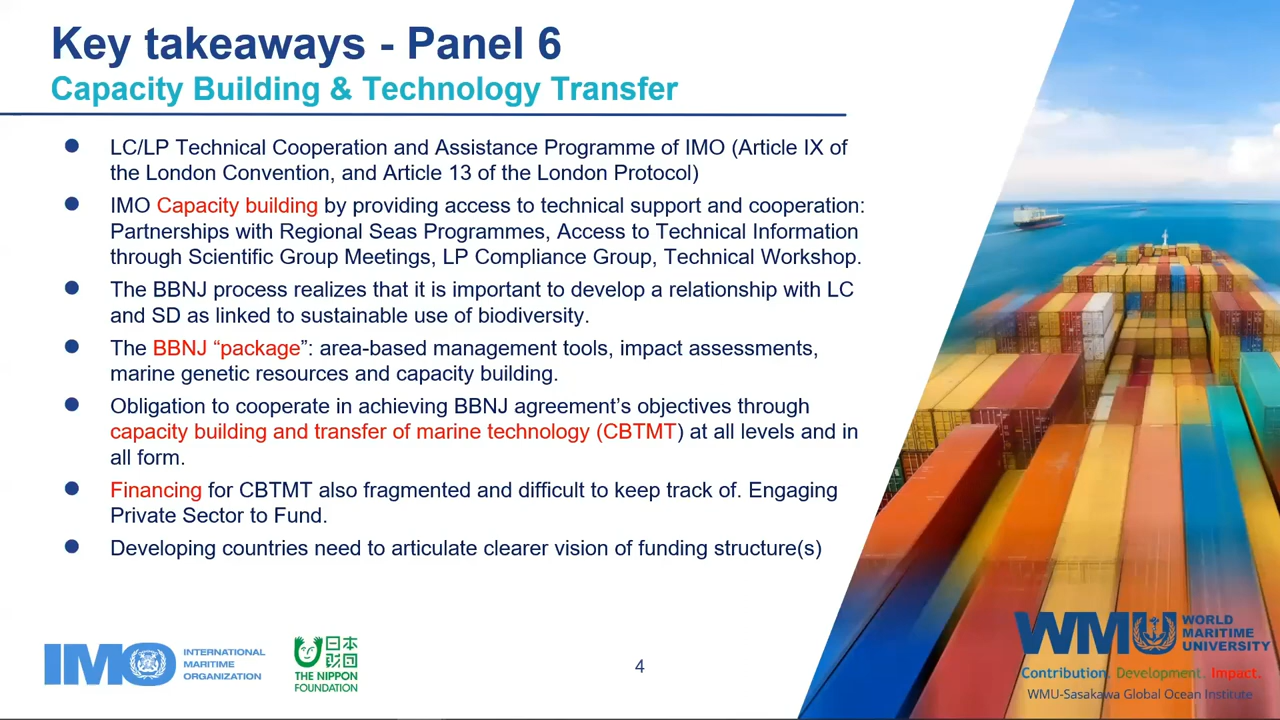 Key takeaways - Panel 6
Capacity Building & Technology Transfer
LC/LP Technical Cooperation and Assistance Programme of IMO (Article IX of
the London Convention, and Article 13 of the London Protocol)
IMO Capacity building by providing access to technical support and cooperation:
Partnerships with Regional Seas Programmes, Access to Technical Information
through Scientific Group Meetings, LP Compliance Group, Technical Workshop.
The BBNJ process realizes that it is important to develop a relationship with LC
and SD as linked to sustainable use of biodiversity.
The BBNJ “package”: area-based management tools, impact assessments,
marine genetic resources and capacity building.
Obligation to cooperate in achieving BBNJ agreement’s objectives through
capacity building and transfer of marine technology (CBTMT) at all levels and in
all form.
Financing for CBTMT also fragmented and difficult to keep track of. Engaging
Private Sector to Fund.
Developing countries need to articulate clearer vision of funding structure(s)
IMO
INTERNATIONAL
MARITIME
ORGANIZATION
日本
財団
THE NIPPON
FOUNDATION
4
WMU
WORLD
MARITIME
UNIVERSITY
Contribution. Development. Impact.
WMU-Sasakawa Global Ocean Institute